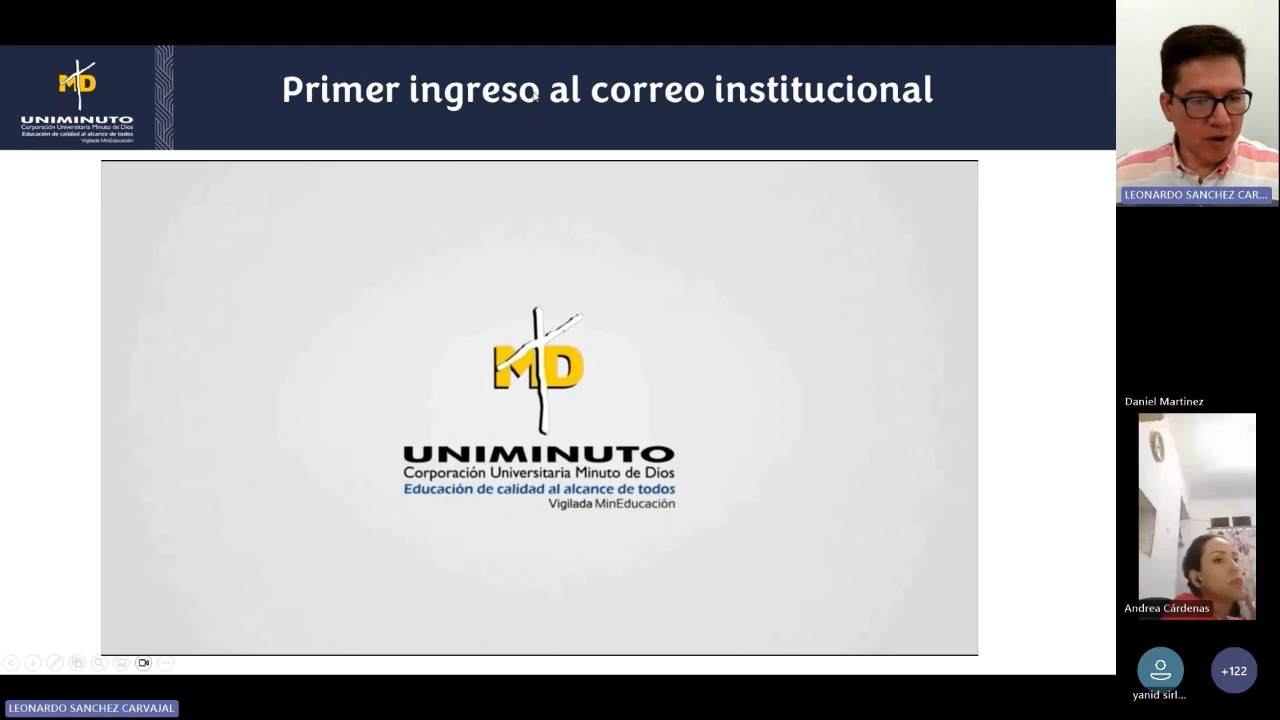 Primer ingreso al correo institucional
MD
UNIMINUTO
Corporación Universitaria Minuto de Dios
Educación de calidad al alcance de todos
Vigilada MinEducación
MD
UNIMINUTO
Corporación Universitaria Minuto de Dios
Educación de calidad al alcance de todos
Vigilada MinEducación
LEONARDO SANCHEZ CAR...
Daniel Martinez
Andrea Cárdenas
yanid sirl...
+122
LEONARDO SANCHEZ CARVAJAL